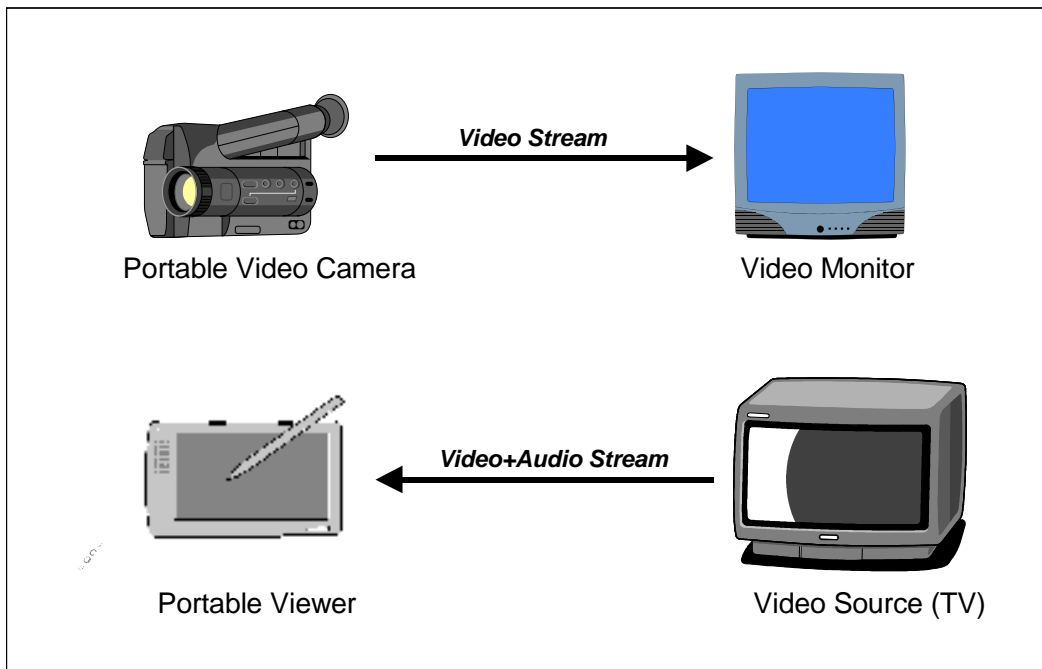 Video Stream
Portable Video Camera
Video Monitor
Video+Audio Stream
Portable Viewer
Video Source (TV)